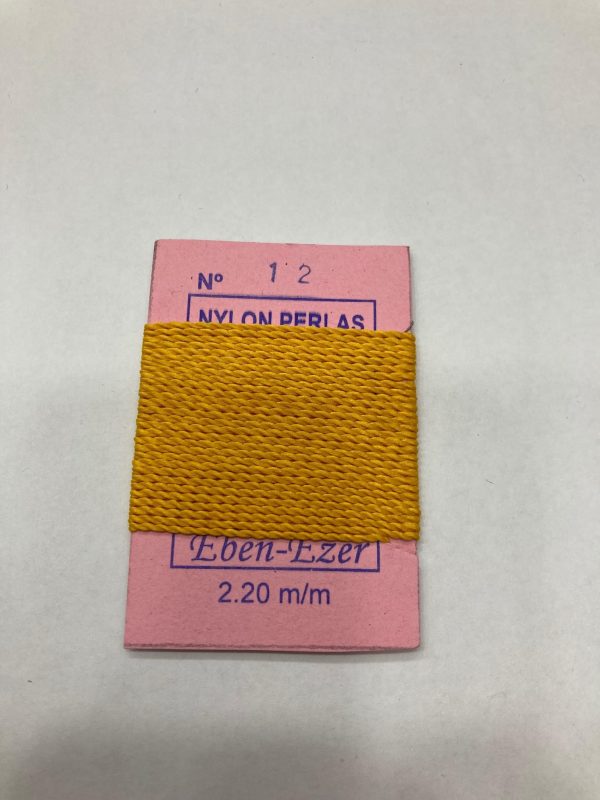 Nº 12
NYLON PERLAS
Eben-Ezer
2.20 m/m